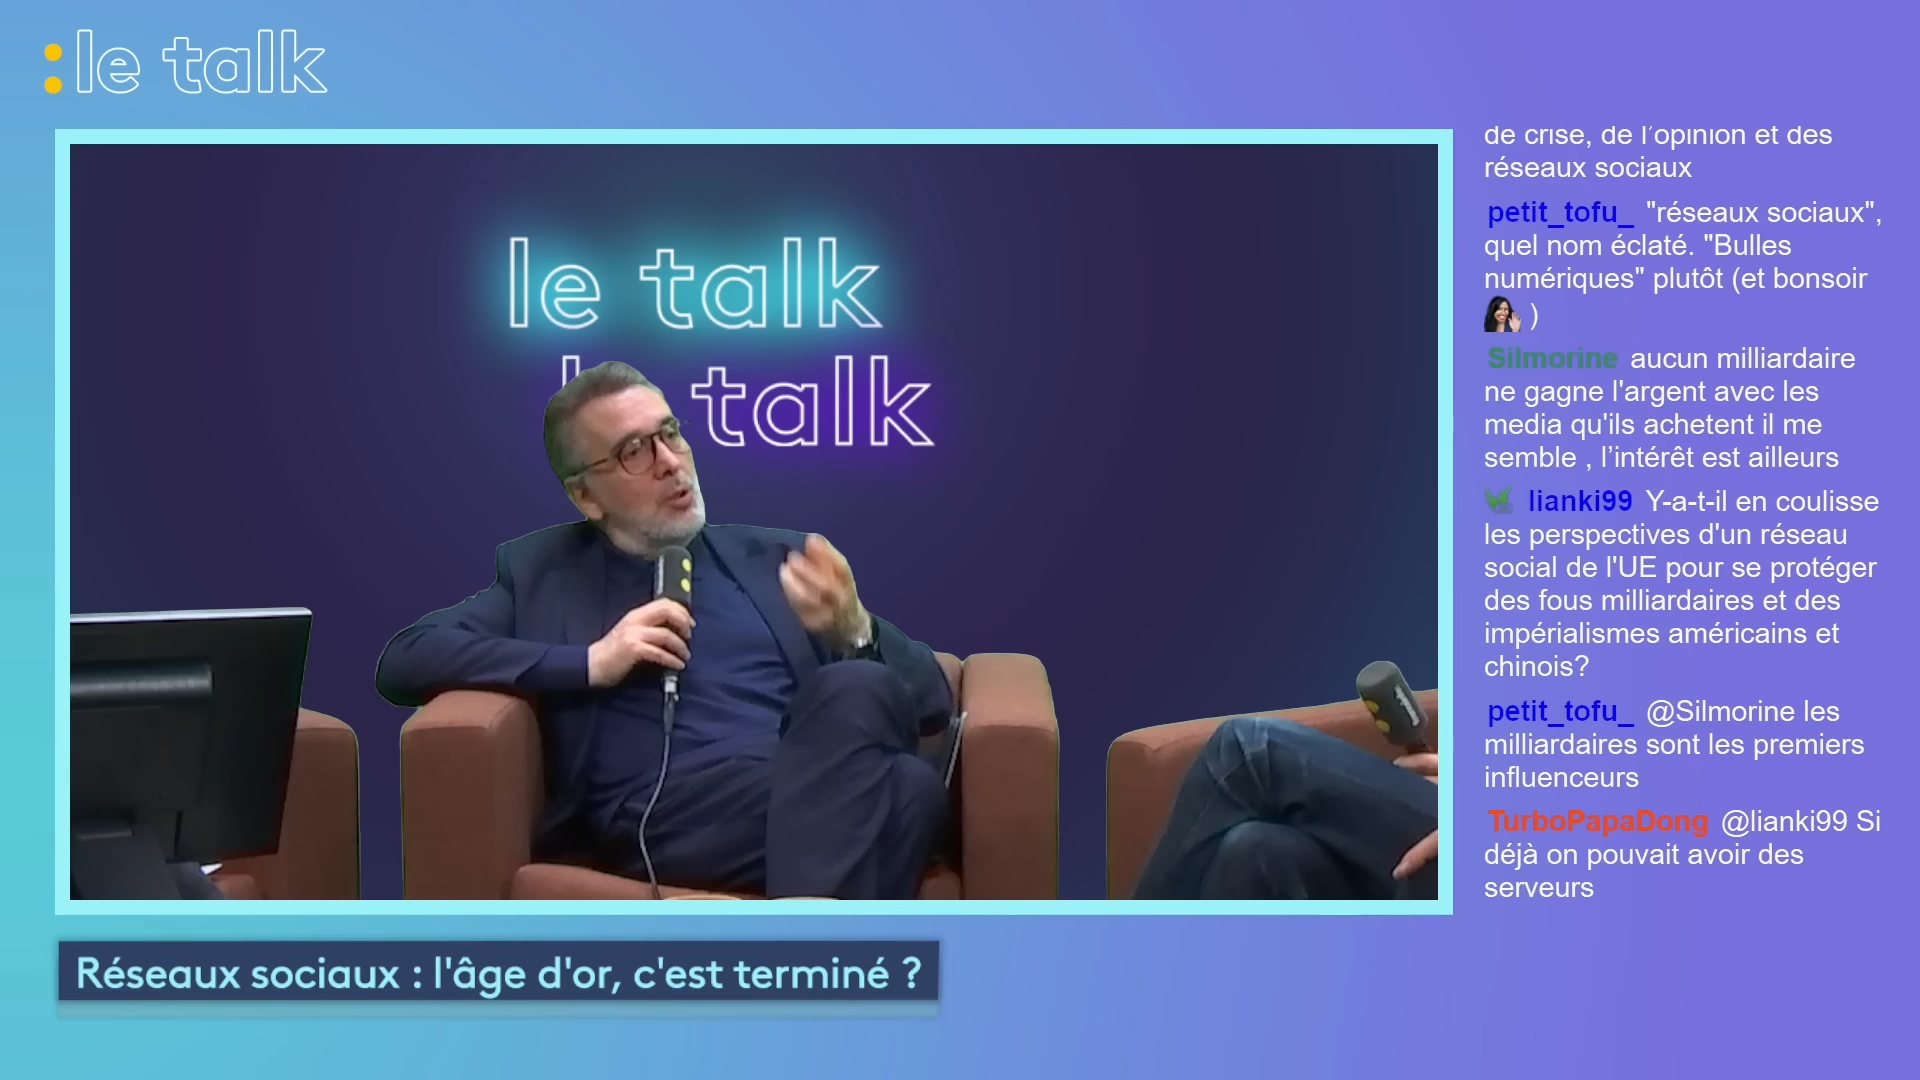 :le talk
le talk
talk
de crise, de l'opinion et des
réseaux sociaux
petit_tofu_ "réseaux sociaux",
quel nom éclaté. "Bulles
numériques" plutôt (et bonsoir
)
Silmorine aucun milliardaire
ne gagne l'argent avec les
media qu'ils achetent il me
semble , l'intérêt est ailleurs
lianki99 Y-a-t-il en coulisse
les perspectives d'un réseau
social de l'UE pour se protéger
des fous milliardaires et des
impérialismes américains et
chinois?
petit_tofu_ @Silmorine les
milliardaires sont les premiers
influenceurs
TurboPapaDong @lianki99 Si
déjà on pouvait avoir des
serveurs
Réseaux sociaux : l'âge d'or, c'est terminé ?